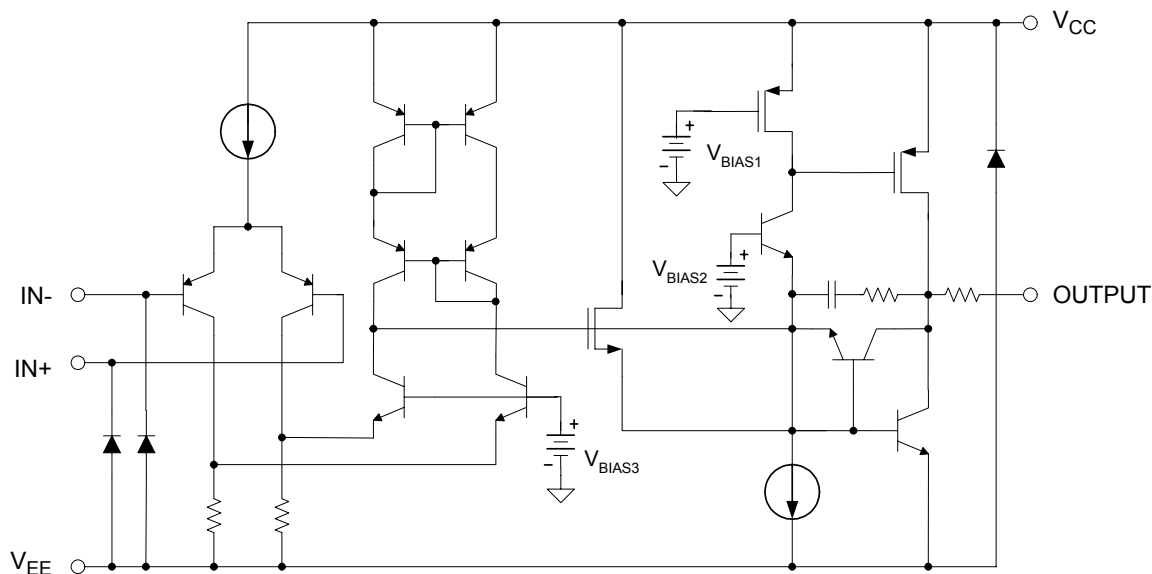 VCC
+
–
VBIAS1
+
–
VBIAS2
IN-
OUTPUT
IN+
+
–
VBIAS3
VEE